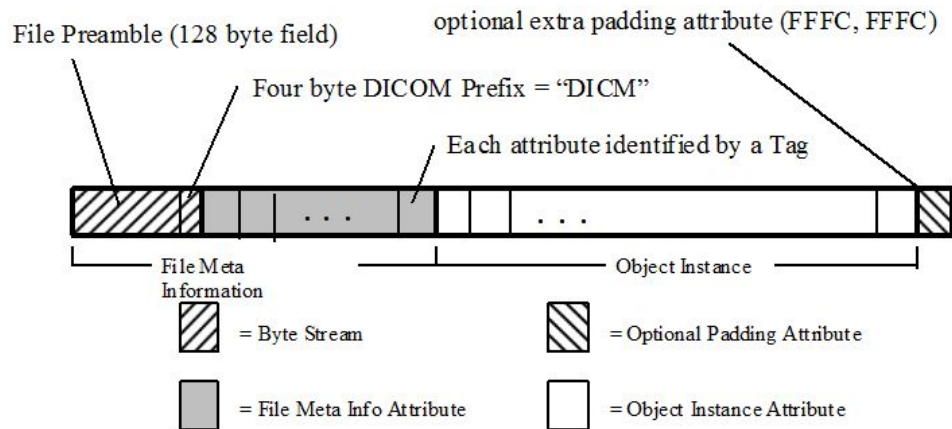 optional extra padding attribute (FFFC, FFFC)
File Preamble (128 byte field)
Four byte DICOM Prefix = “DICM”
Each attribute identified by a Tag
. . .
. . .
File Meta
Information
Object Instance
= Byte Stream
= Optional Padding Attribute
= File Meta Info Attribute
= Object Instance Attribute